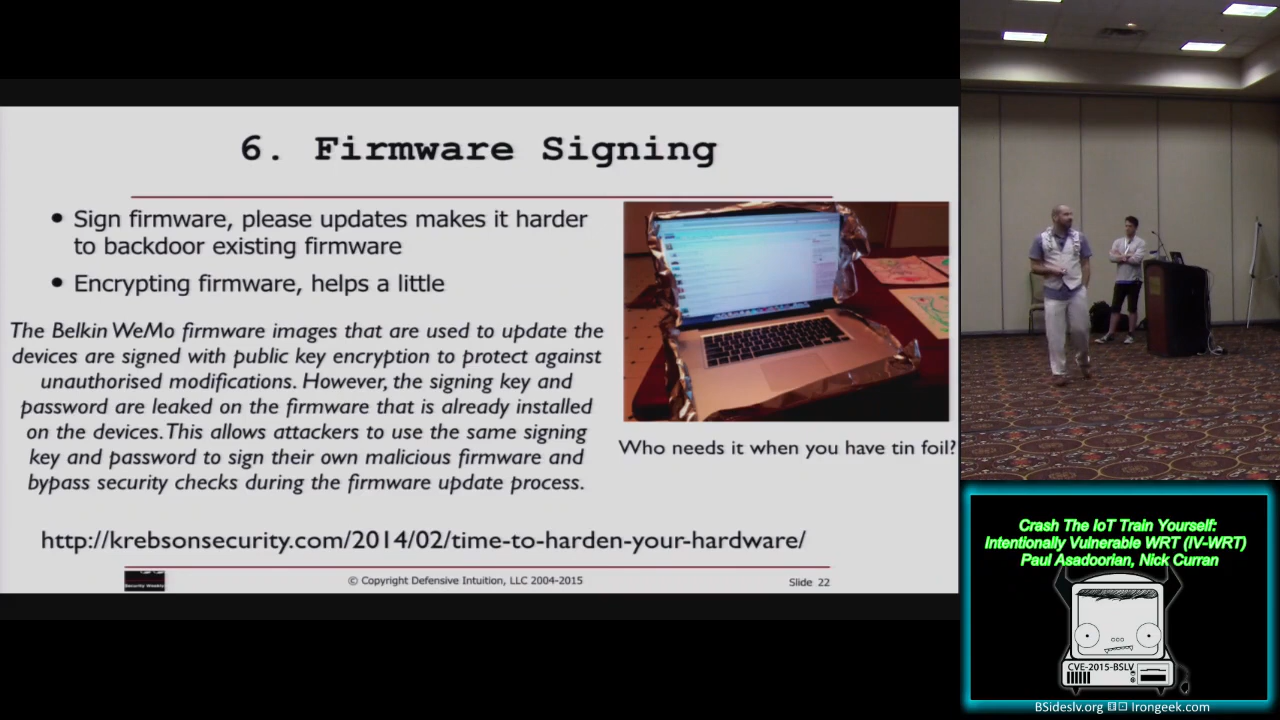 6. Firmware Signing
• Sign firmware, please updates makes it harder
to backdoor existing firmware
• Encrypting firmware, helps a little
The Belkin WeMo firmware images that are used to update the
devices are signed with public key encryption to protect against
unauthorised modifications. However, the signing key and
password are leaked on the firmware that is already installed
on the devices. This allows attackers to use the same signing
key and password to sign their own malicious firmware and
bypass security checks during the firmware update process.
Who needs it when you have tin foil?
http://krebsonsecurity.com/2014/02/time-to-harden-your-hardware/
Security Weekly
© Copyright Defensive Intuition, LLC 2004-2015
Slide 22
Crash The IoT Train Yourself:
Intentionally Vulnerable WRT (IV-WRT)
Paul Asadoorian, Nick Curran
CVE-2015-BSLV
BSideslv.org Irongeek.com